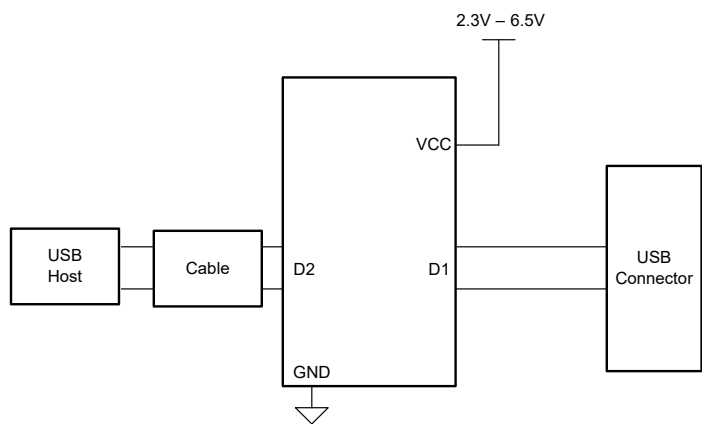 2.3V – 6.5V
VCC
USB
Host
Cable
D2
D1
USB
Connector
GND